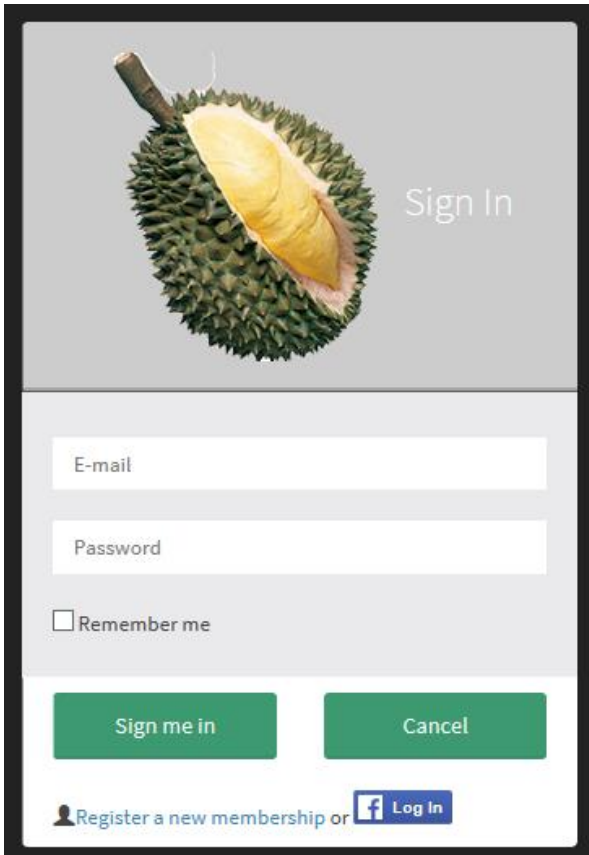 Sign In
E-mail
Password
Remember me
Sign me in
Cancel
Register a new membership or f Log In